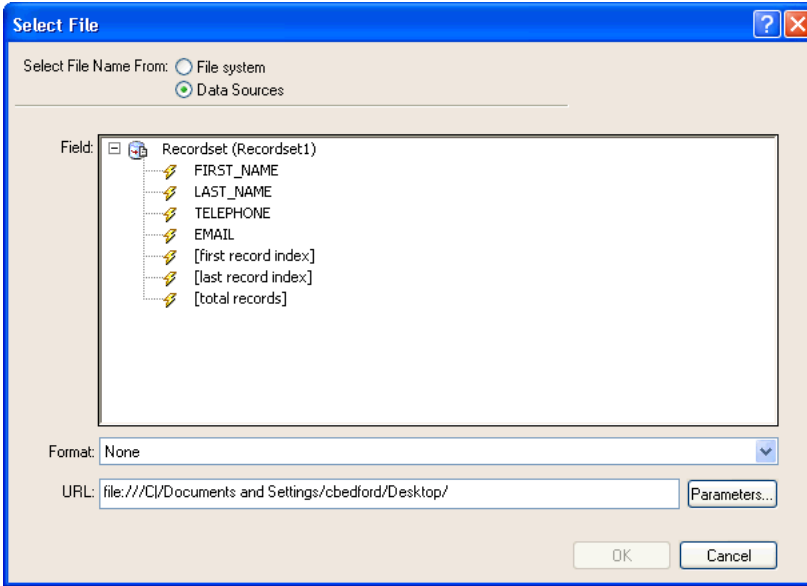 Select File
Select File Name From: File system
Data Sources
Field: Recordset (Recordset1)
FIRST_NAME
LAST_NAME
TELEPHONE
EMAIL
[first record index]
[last record index]
[total records]
Format: None
URL: file:///C|/Documents and Settings/cbedford/Desktop/ Parameters...
OK Cancel